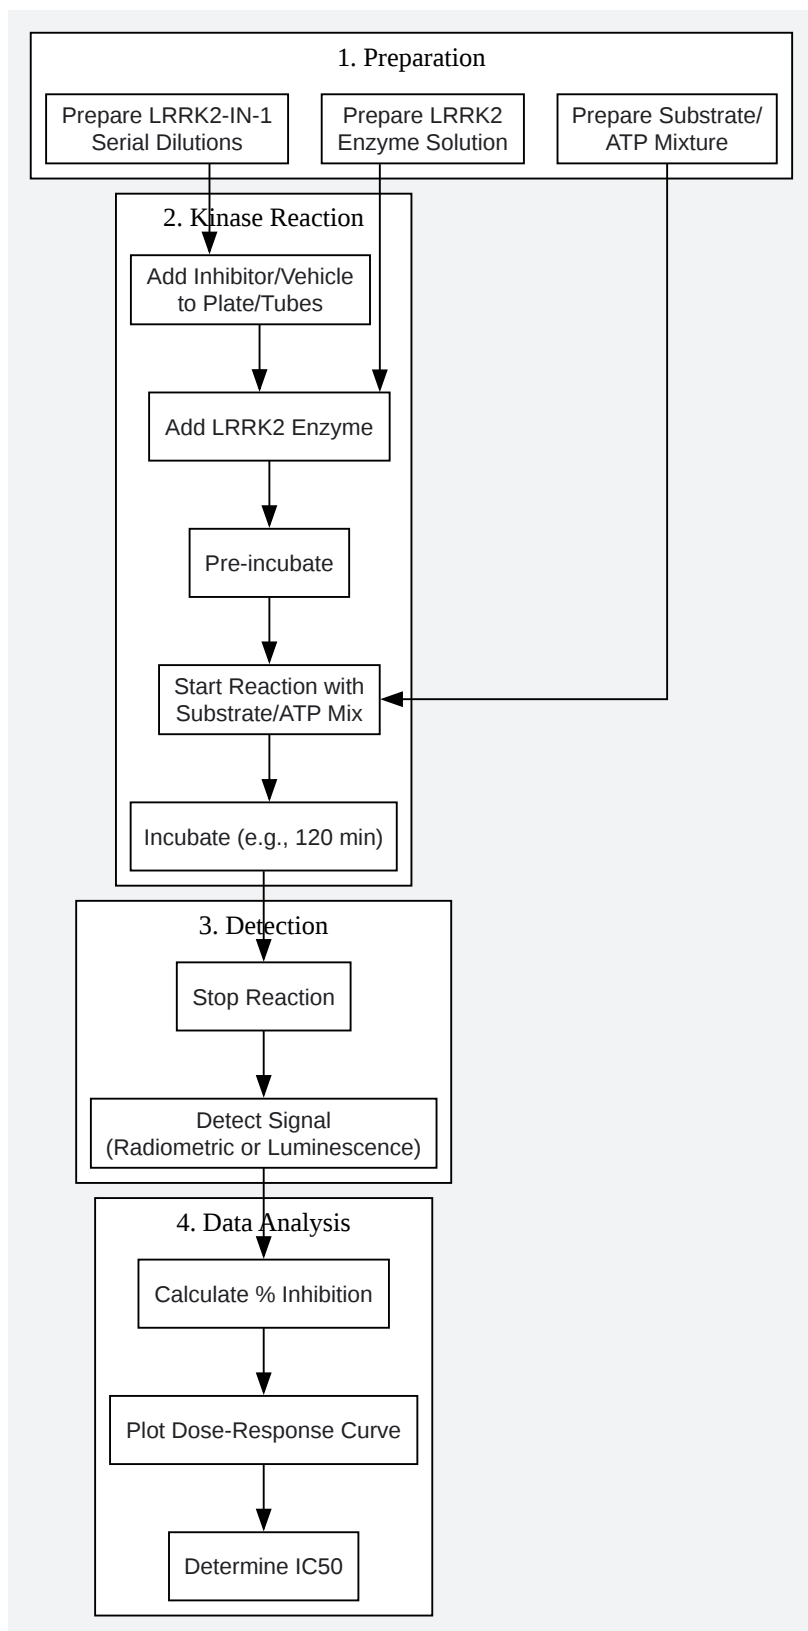 1. Preparation
Prepare LRRK2-IN-1
Serial Dilutions
Prepare LRRK2
Enzyme Solution
Prepare Substrate/
ATP Mixture
2. Kinase Reaction
Add Inhibitor/Vehicle
to Plate/Tubes
Add LRRK2 Enzyme
Pre-incubate
Start Reaction with
Substrate/ATP Mix
Incubate (e.g., 120 min)
3. Detection
Stop Reaction
Detect Signal
(Radiometric or Luminescence)
4. Data Analysis
Calculate % Inhibition
Plot Dose-Response Curve
Determine IC50